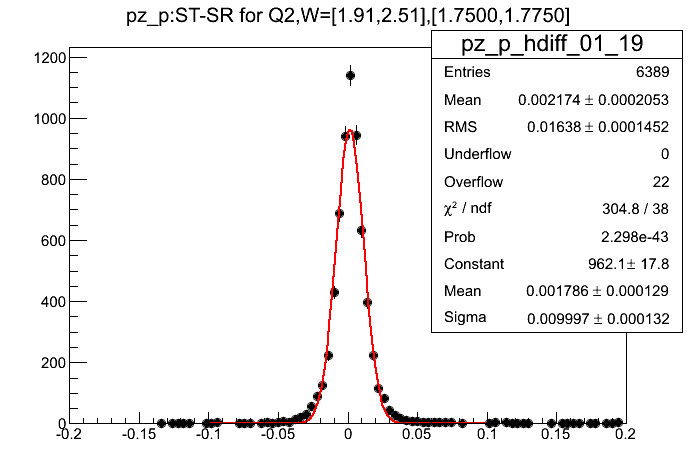 pz_p:ST-SR for Q2,W=[1.91,2.51],[1.7500,1.7750]
pz_p_hdiff_01_19
Entries 6389
Mean 0.002174 ± 0.0002053
RMS 0.01638 ± 0.0001452
Underflow 0
Overflow 22
χ² / ndf 304.8 / 38
Prob 2.298e-43
Constant 962.1± 17.8
Mean 0.001786 ± 0.000129
Sigma 0.009997 ± 0.000132
1200
1000
800
600
400
200
0
-0.2 -0.15 -0.1 -0.05 0 0.05 0.1 0.15 0.2